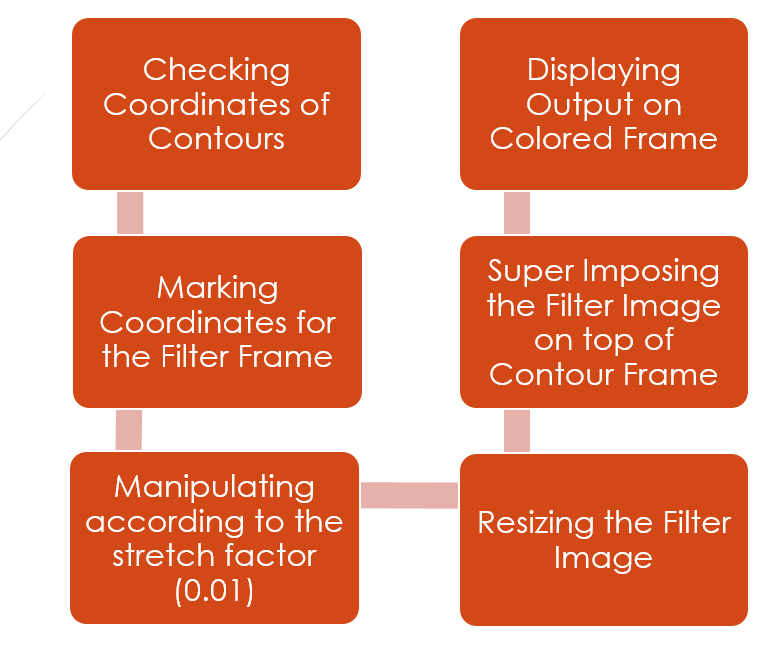 Checking
Coordinates of
Contours
Marking
Coordinates for
the Filter Frame
Manipulating
according to the
stretch factor
(0.01)
Resizing the Filter
Image
Super Imposing
the Filter Image
on top of
Contour Frame
Displaying
Output on
Colored Frame